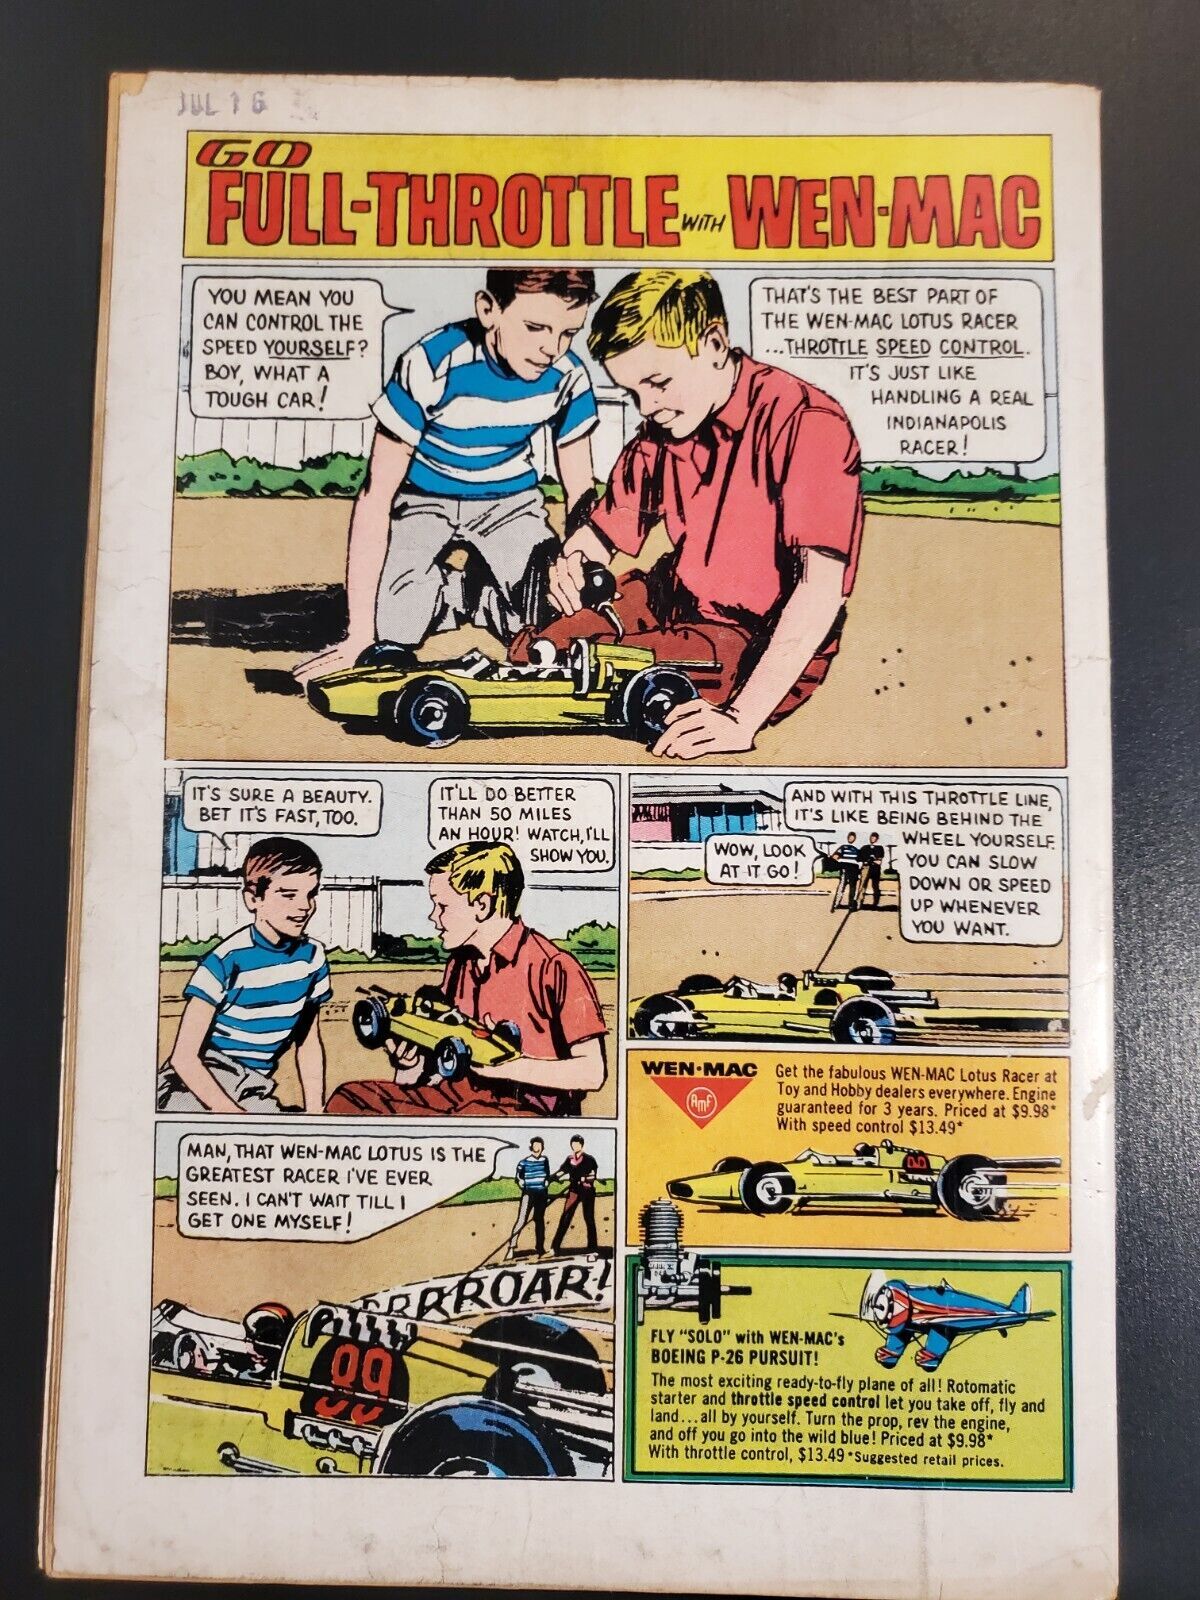 JUL 16
GO
FULL-THROTTLE WITH WEN-MAC
YOU MEAN YOU
CAN CONTROL THE
SPEED YOURSELF?
BOY, WHAT A
TOUGH CAR!
THAT'S THE BEST PART OF
THE WEN-MAC LOTUS RACER
...THROTTLE SPEED CONTROL.
IT'S JUST LIKE
HANDLING A REAL
INDIANAPOLIS
RACER!
IT'S SURE A BEAUTY.
BET IT'S FAST, TOO.
IT'LL DO BETTER
THAN 50 MILES
AN HOUR! WATCH, I'LL
SHOW YOU.
WOW, LOOK
AT IT GO!
AND WITH THIS THROTTLE LINE,
IT'S LIKE BEING BEHIND THE
WHEEL YOURSELF.
YOU CAN SLOW
DOWN OR SPEED
UP WHENEVER
YOU WANT.
MAN, THAT WEN-MAC LOTUS IS THE
GREATEST RACER I'VE EVER
SEEN. I CAN'T WAIT TILL I
GET ONE MYSELF!
RRRROAR!
99
WEN·MAC
AMF
Get the fabulous WEN-MAC Lotus Racer at
Toy and Hobby dealers everywhere. Engine
guaranteed for 3 years. Priced at $9.98*
With speed control $13.49*
FLY "SOLO" with WEN-MAC's
BOEING P-26 PURSUIT!
The most exciting ready-to-fly plane of all! Rotomatic
starter and throttle speed control let you take off, fly and
land...all by yourself. Turn the prop, rev the engine,
and off you go into the wild blue! Priced at $9.98*
With throttle control, $13.49 *Suggested retail prices.